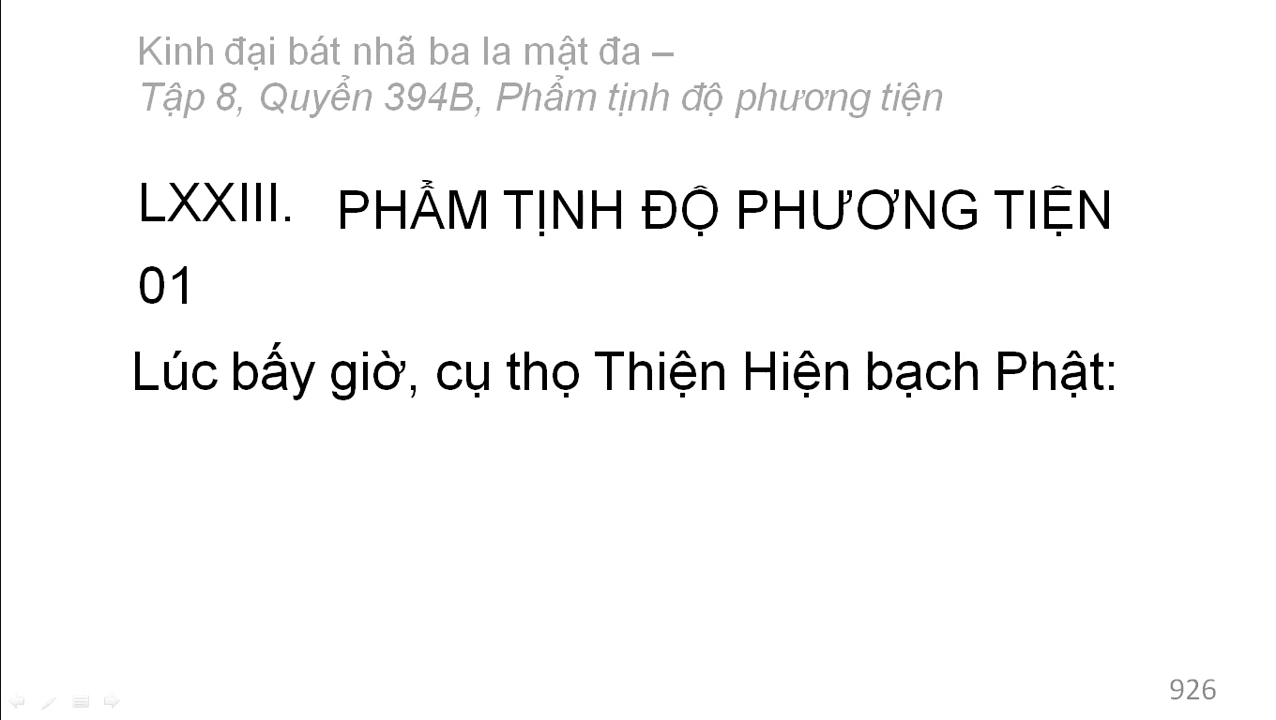 Kinh đại bát nhã ba la mật đa –
Tập 8, Quyển 394B, Phẩm tịnh độ phương tiện
LXXIII. PHẨM TỊNH ĐỘ PHƯƠNG TIỆN
01
Lúc bấy giờ, cụ thọ Thiện Hiện bạch Phật:
926